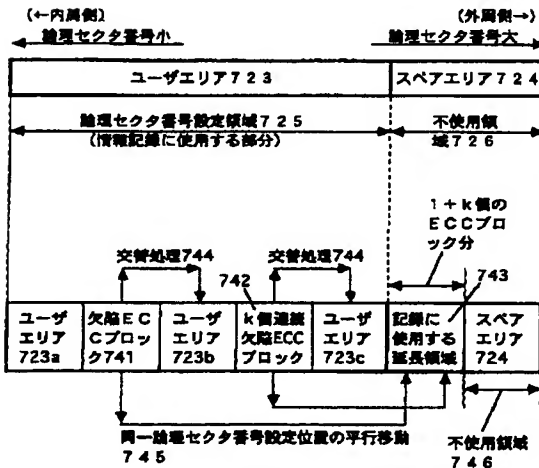 (←内周側)
論理セクタ番号小
(外周側→)
論理セクタ番号大
ユーザエリア723
スペアエリア724
論理セクタ番号設定領域725
(情報記録に使用する部分)
不使用領
域726
1+k個の
ECCブロ
ック分
交替処理744
交替処理744
742
743
ユーザ
エリア
723a
欠陥EC
Cブロッ
ク741
ユーザ
エリア
723b
k個連続
欠陥ECC
ブロック
ユーザ
エリア
723c
記録に
使用する
延長領域
スペア
エリア
724
同一論理セクタ番号設定位置の平行移動
745
不使用領域
746